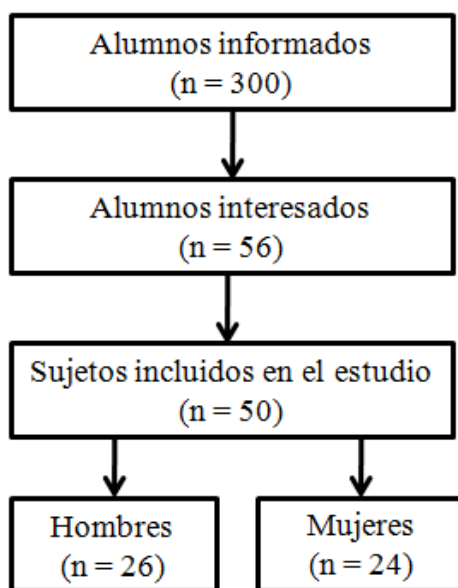 Alumnos informados
(n = 300)
Alumnos interesados
(n = 56)
Sujetos incluidos en el estudio
(n = 50)
Hombres
(n = 26)
Mujeres
(n = 24)